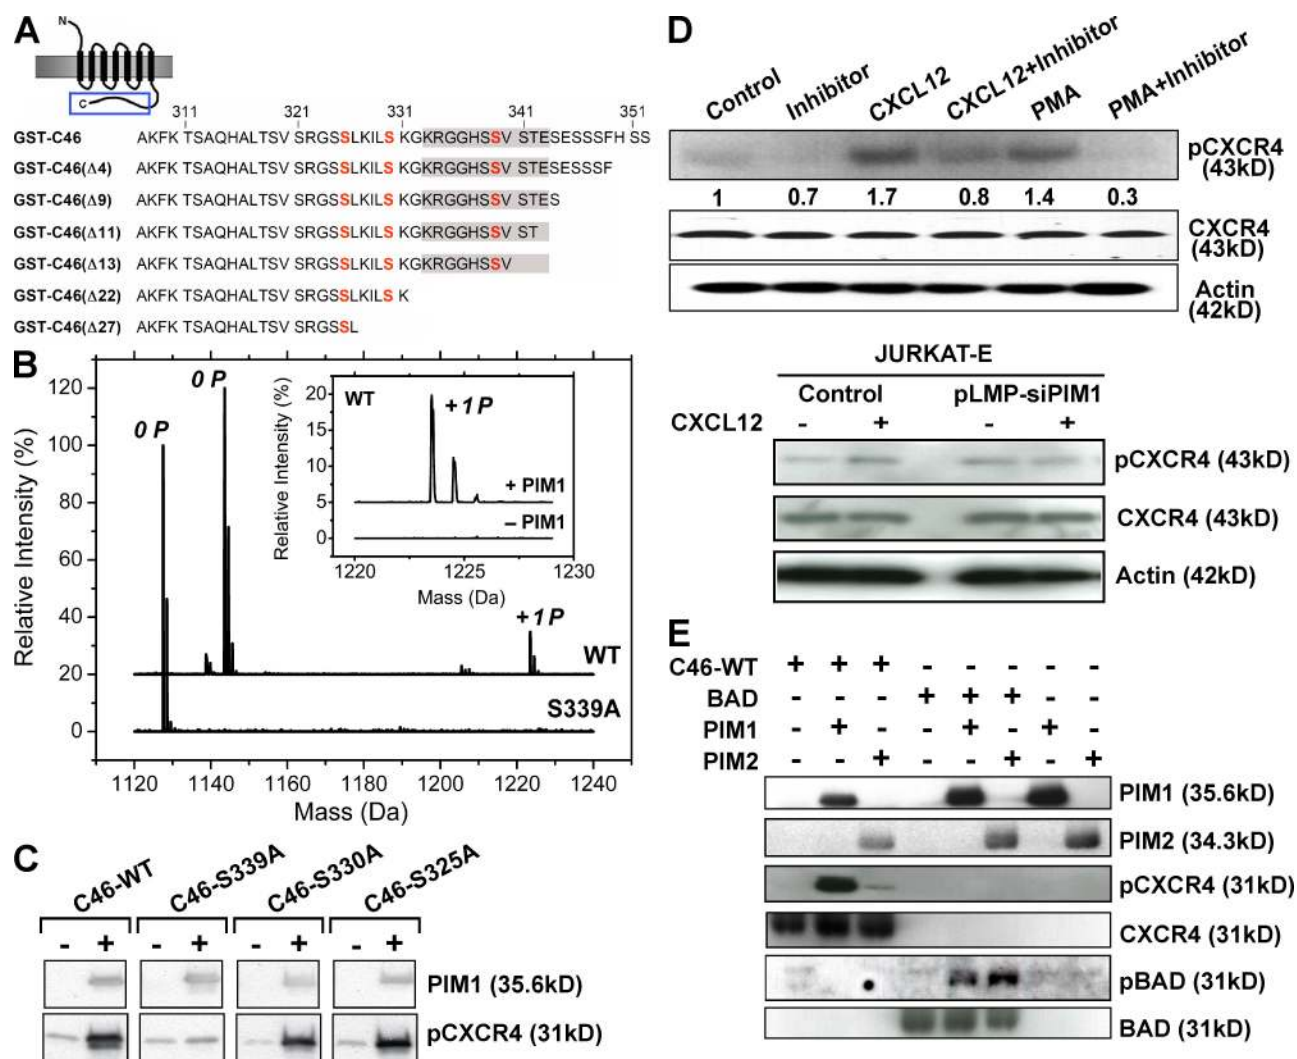 A
N
C
311 321 331 341 351
GST-C46 AKFK TSAQHALTSV SRGSSLKILS KGKRGGHSSV STESESSSFH SS
GST-C46(Δ4) AKFK TSAQHALTSV SRGSSLKILS KGKRGGHSSV STESESSSF
GST-C46(Δ9) AKFK TSAQHALTSV SRGSSLKILS KGKRGGHSSV STES
GST-C46(Δ11) AKFK TSAQHALTSV SRGSSLKILS KGKRGGHSSV ST
GST-C46(Δ13) AKFK TSAQHALTSV SRGSSLKILS KGKRGGHSSV
GST-C46(Δ22) AKFK TSAQHALTSV SRGSSLKILS K
GST-C46(Δ27) AKFK TSAQHALTSV SRGSSL
B
Relative Intensity (%)
120
100
80
60
40
20
0
0 P
0 P
+1 P
WT
S339A
1120 1140 1160 1180 1200 1220 1240
Mass (Da)
Relative Intensity (%)
20
15
10
5
0
WT
+1 P
+ PIM1
– PIM1
1220 1225 1230
Mass (Da)
C
C46-WT C46-S339A C46-S330A C46-S325A
- + - + - + - +
PIM1 (35.6kD)
pCXCR4 (31kD)
D
Control Inhibitor CXCL12 CXCL12+Inhibitor PMA PMA+Inhibitor
pCXCR4
(43kD)
1 0.7 1.7 0.8 1.4 0.3
CXCR4
(43kD)
Actin
(42kD)
JURKAT-E
Control pLMP-siPIM1
CXCL12 - + - +
pCXCR4 (43kD)
CXCR4 (43kD)
Actin (42kD)
E
C46-WT + + + - - - - -
BAD - - - + + + - -
PIM1 - + - - + - + -
PIM2 - - + - - + - +
PIM1 (35.6kD)
PIM2 (34.3kD)
pCXCR4 (31kD)
CXCR4 (31kD)
pBAD (31kD)
BAD (31kD)